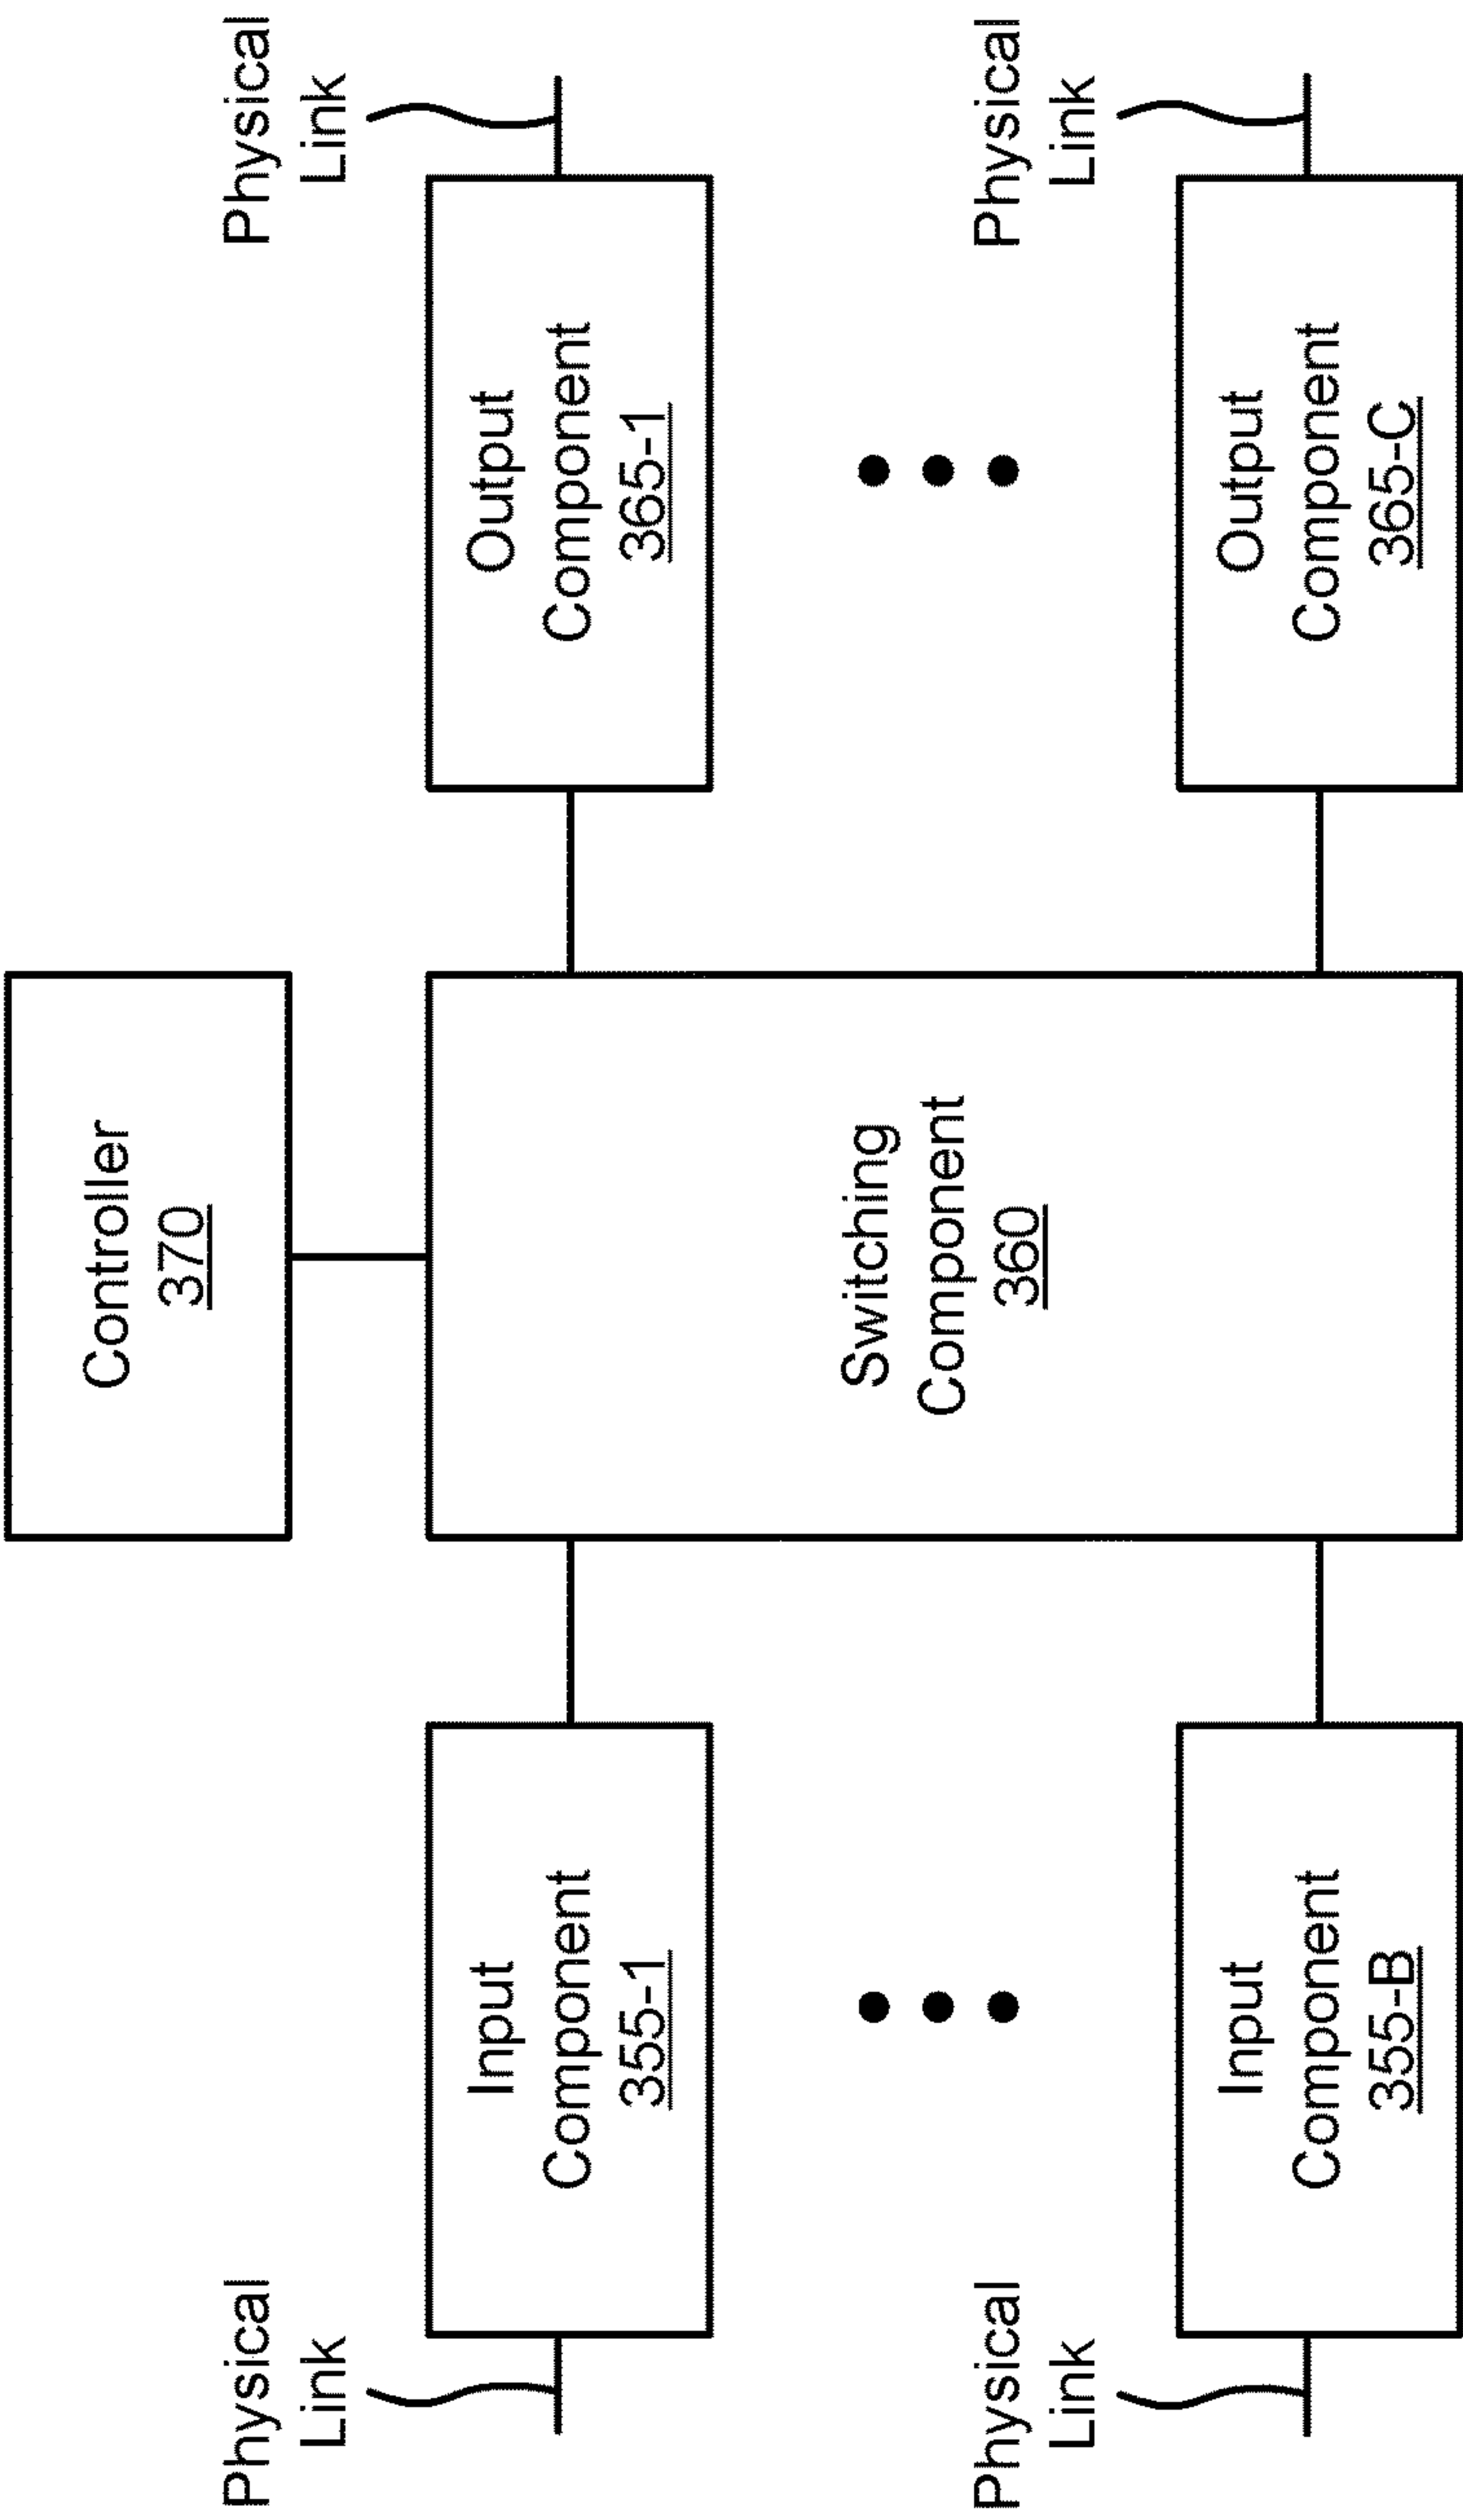 Controller
370
Physical
Link
Input
Component
355-1
Switching
Component
360
Output
Component
365-1
Physical
Link
Physical
Link
Input
Component
355-B
Output
Component
365-C
Physical
Link